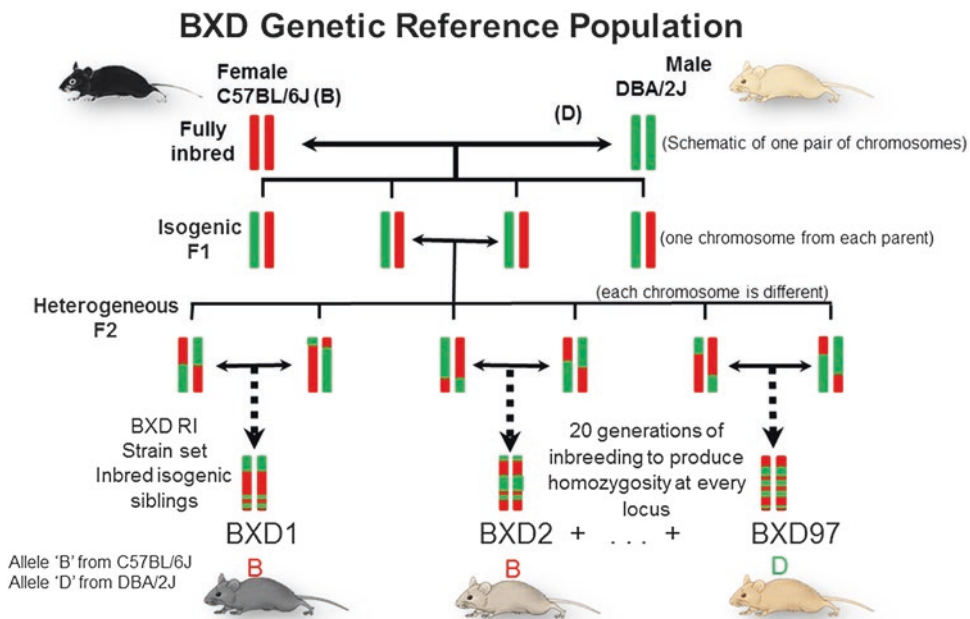 BXD Genetic Reference Population
Female
C57BL/6J (B)
Male
DBA/2J
(D)
Fully
inbred
(Schematic of one pair of chromosomes)
Isogenic
F1
(one chromosome from each parent)
(each chromosome is different)
Heterogeneous
F2
BXD RI
Strain set
Inbred isogenic
siblings
20 generations of
inbreeding to produce
homozygosity at every
locus
BXD1
BXD2 + . . . + BXD97
Allele 'B' from C57BL/6J
Allele 'D' from DBA/2J
B
B
D